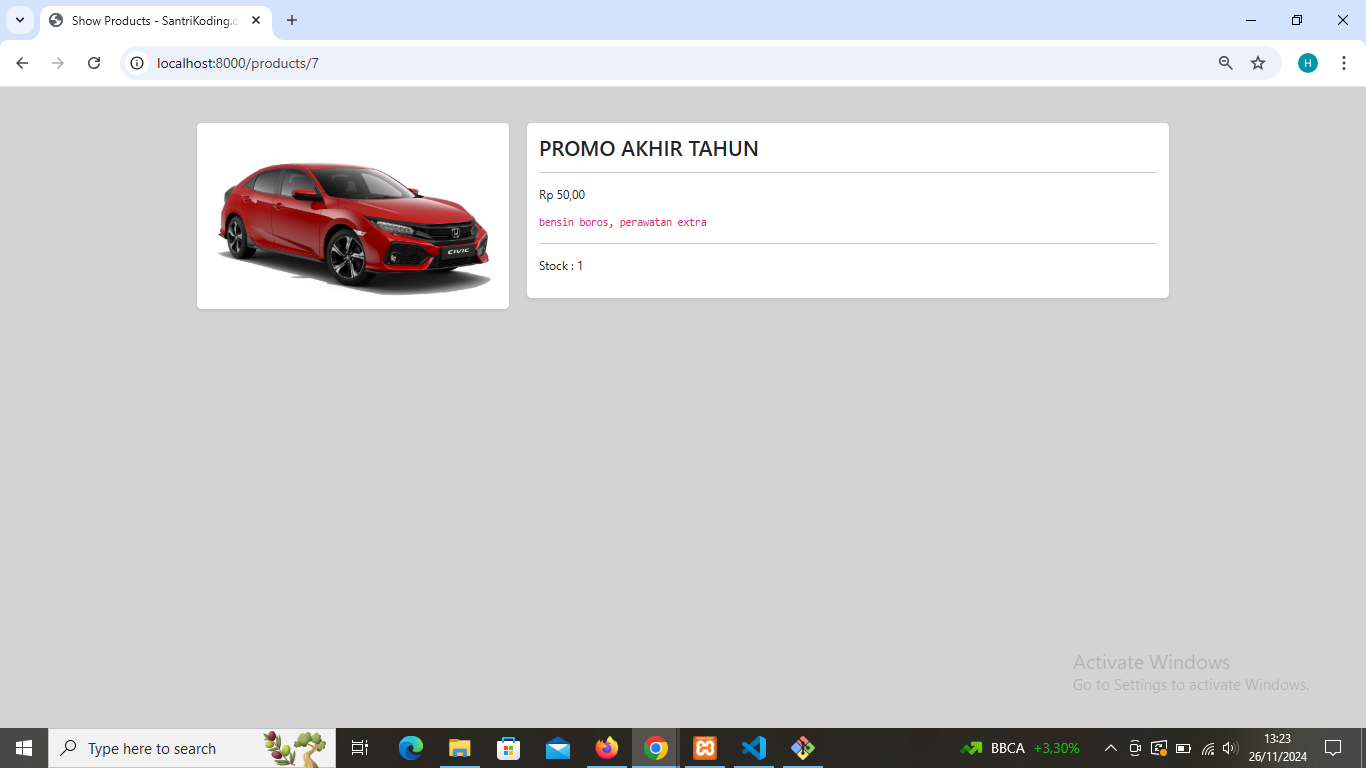 Show Products - SantriKoding.c
localhost:8000/products/7
H
PROMO AKHIR TAHUN
Rp 50,00
bensin boros, perawatan extra
Stock : 1
CIVIC
Activate Windows
Go to Settings to activate Windows.
Type here to search
BBCA +3,30%
13:23
26/11/2024